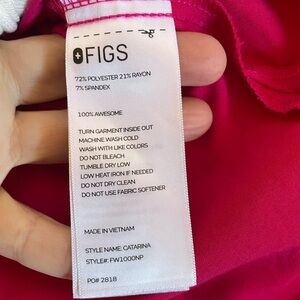 FIGS
72% POLYESTER 21% RAYON
7% SPANDEX
100% AWESOME
TURN GARMENT INSIDE OUT
MACHINE WASH COLD
WASH WITH LIKE COLORS
DO NOT BLEACH
TUMBLE DRY LOW
LOW HEAT IRON IF NEEDED
DO NOT DRY CLEAN
DO NOT USE FABRIC SOFTENER
MADE IN VIETNAM
STYLE NAME: CATARINA
STYLE#: FW1000NP
PO# 2818